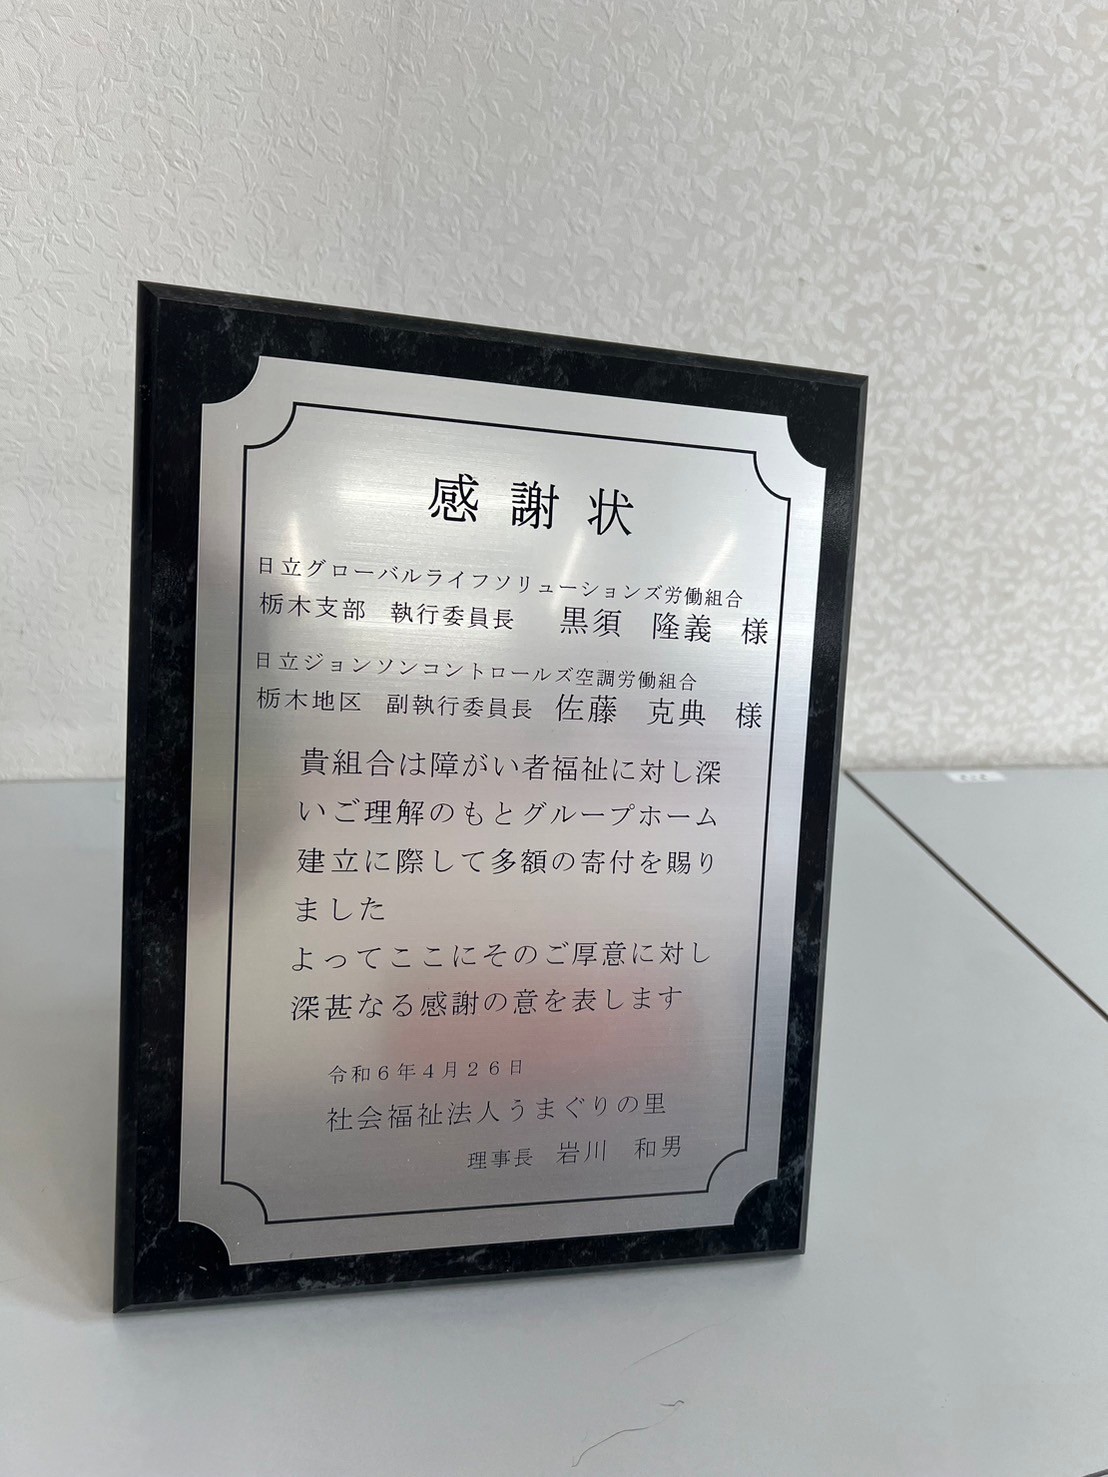 感謝状
日立グローバルライフソリューションズ労働組合
栃木支部 執行委員長 黒須 隆義 様
日立ジョンソンコントロールズ空調労働組合
栃木地区 副執行委員長 佐藤 克典 様
貴組合は障がい者福祉に対し深
いご理解のもとグループホーム
建立に際して多額の寄付を賜り
ました
よってここにそのご厚意に対し
深甚なる感謝の意を表します
令和6年4月26日
社会福祉法人うまぐりの里
理事長 岩川 和男